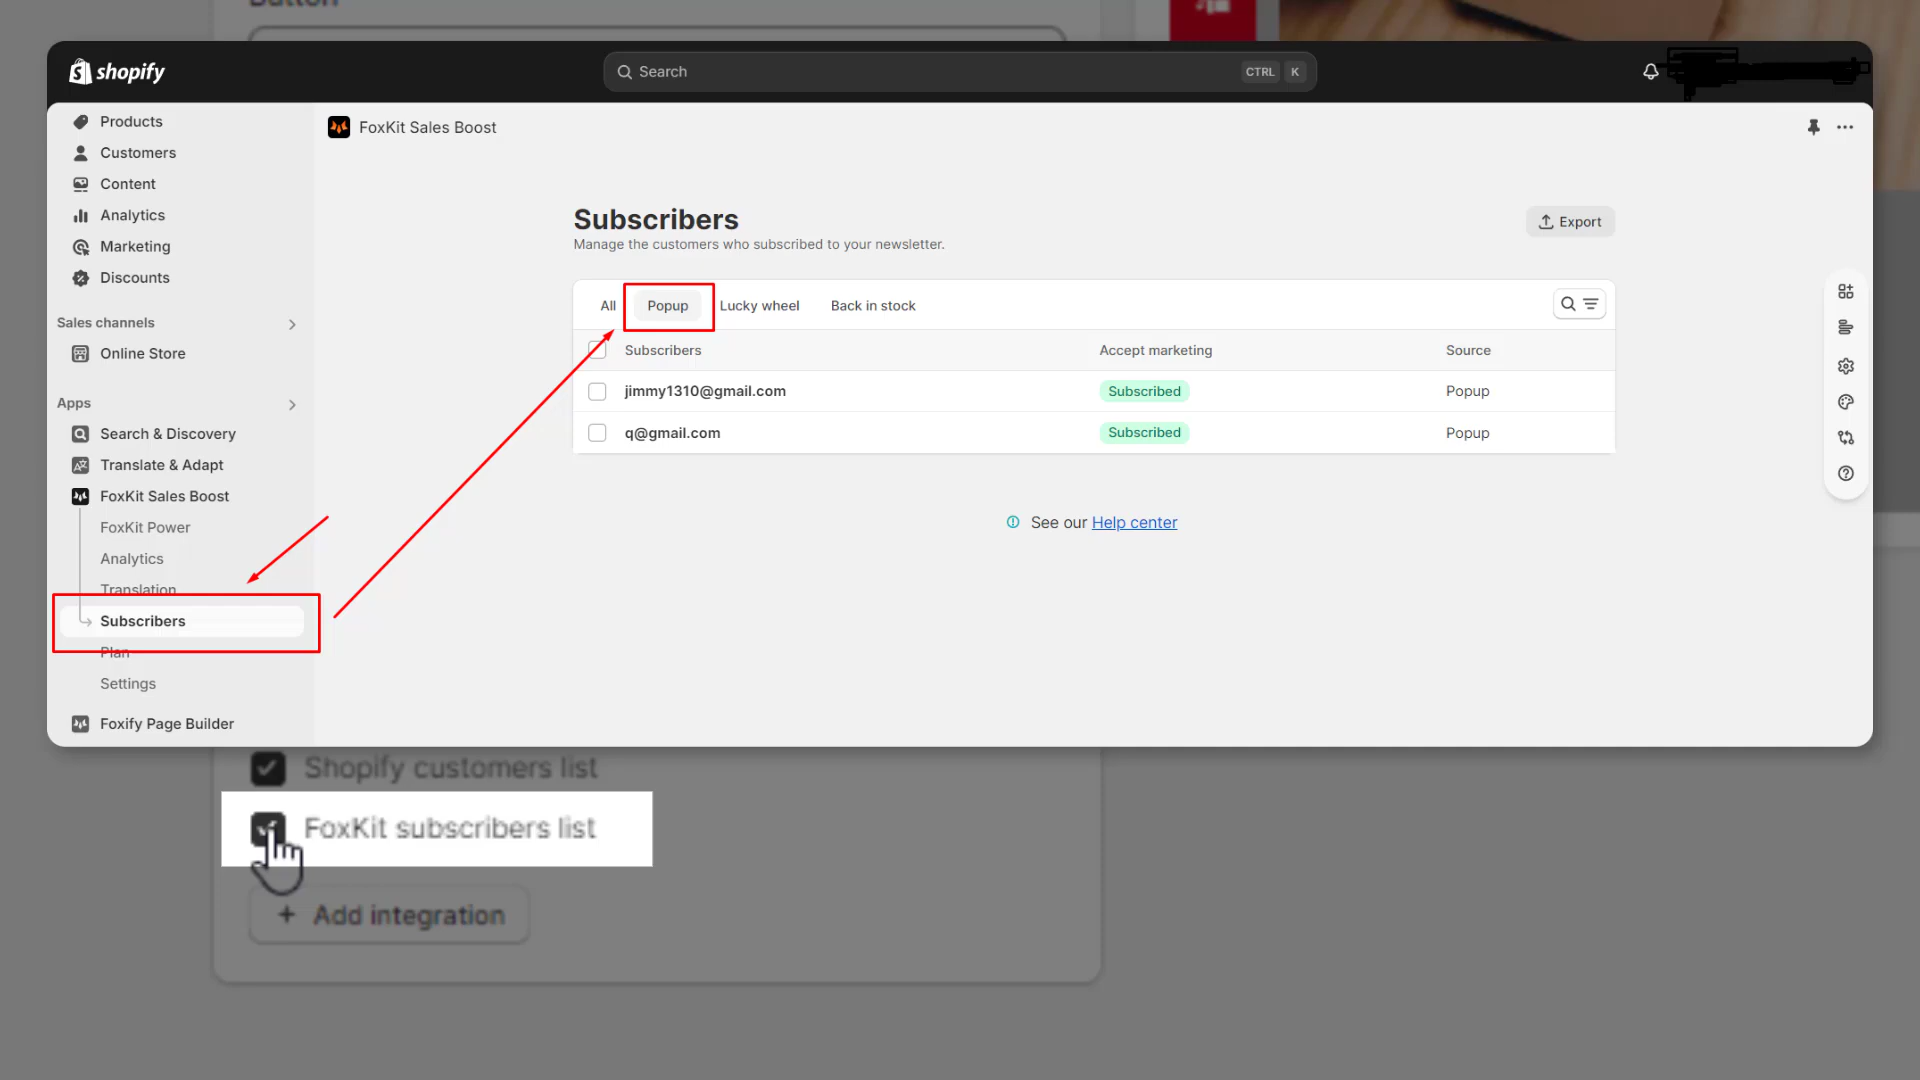 Button
shopify
Search
CTRL K
Products
Customers
Content
Analytics
Marketing
Discounts
Sales channels
Online Store
Apps
Search & Discovery
Translate & Adapt
FoxKit Sales Boost
FoxKit Power
Analytics
Translation
Subscribers
Plan
Settings
Foxify Page Builder
FoxKit Sales Boost
Subscribers
Export
Manage the customers who subscribed to your newsletter.
All Popup Lucky wheel Back in stock
Subscribers Accept marketing Source
jimmy1310@gmail.com Subscribed Popup
q@gmail.com Subscribed Popup
See our Help center
Shopify customers list
FoxKit subscribers list
+ Add integration